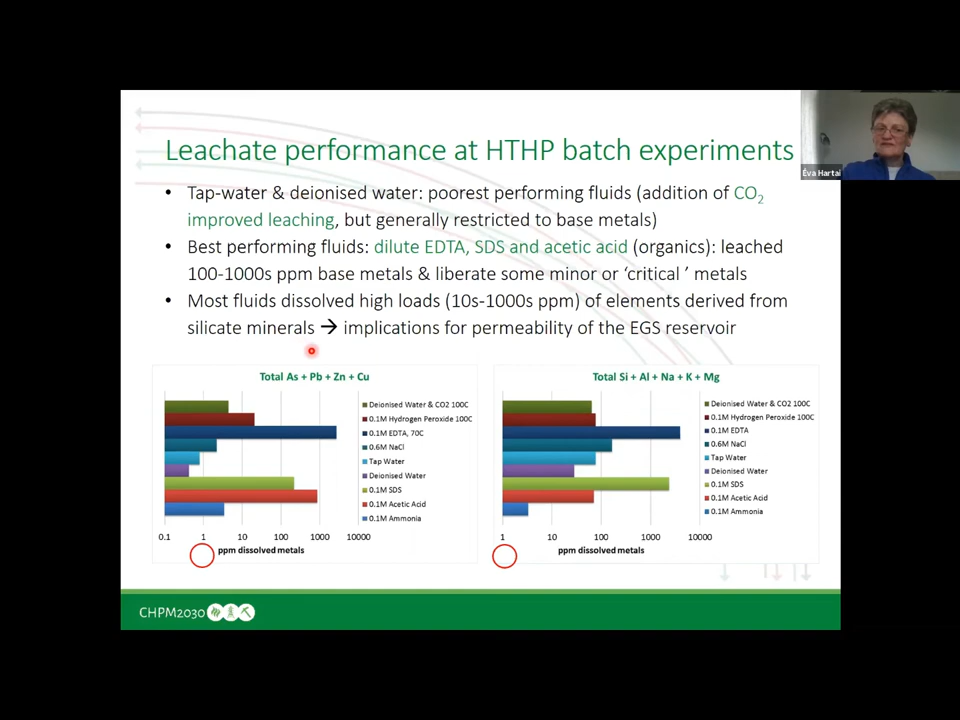 Leachate performance at HTHP batch experiments
Éva Hartai
• Tap-water & deionised water: poorest performing fluids (addition of CO2
improved leaching, but generally restricted to base metals)
• Best performing fluids: dilute EDTA, SDS and acetic acid (organics): leached
100-1000s ppm base metals & liberate some minor or ‘critical ’ metals
• Most fluids dissolved high loads (10s-1000s ppm) of elements derived from
silicate minerals → implications for permeability of the EGS reservoir
Total As + Pb + Zn + Cu
Deionised Water & CO2 100C
0.1M Hydrogen Peroxide 100C
0.1M EDTA, 70C
0.6M NaCl
Tap Water
Deionised Water
0.1M SDS
0.1M Acetic Acid
0.1M Ammonia
0.1 1 10 100 1000 10000
ppm dissolved metals
Total Si + Al + Na + K + Mg
Deionised Water & CO2 100C
0.1M Hydrogen Peroxide 100C
0.1M EDTA
0.6M NaCl
Tap Water
Deionised Water
0.1M SDS
0.1M Acetic Acid
0.1M Ammonia
1 10 100 1000 10000
ppm dissolved metals
CHPM2030